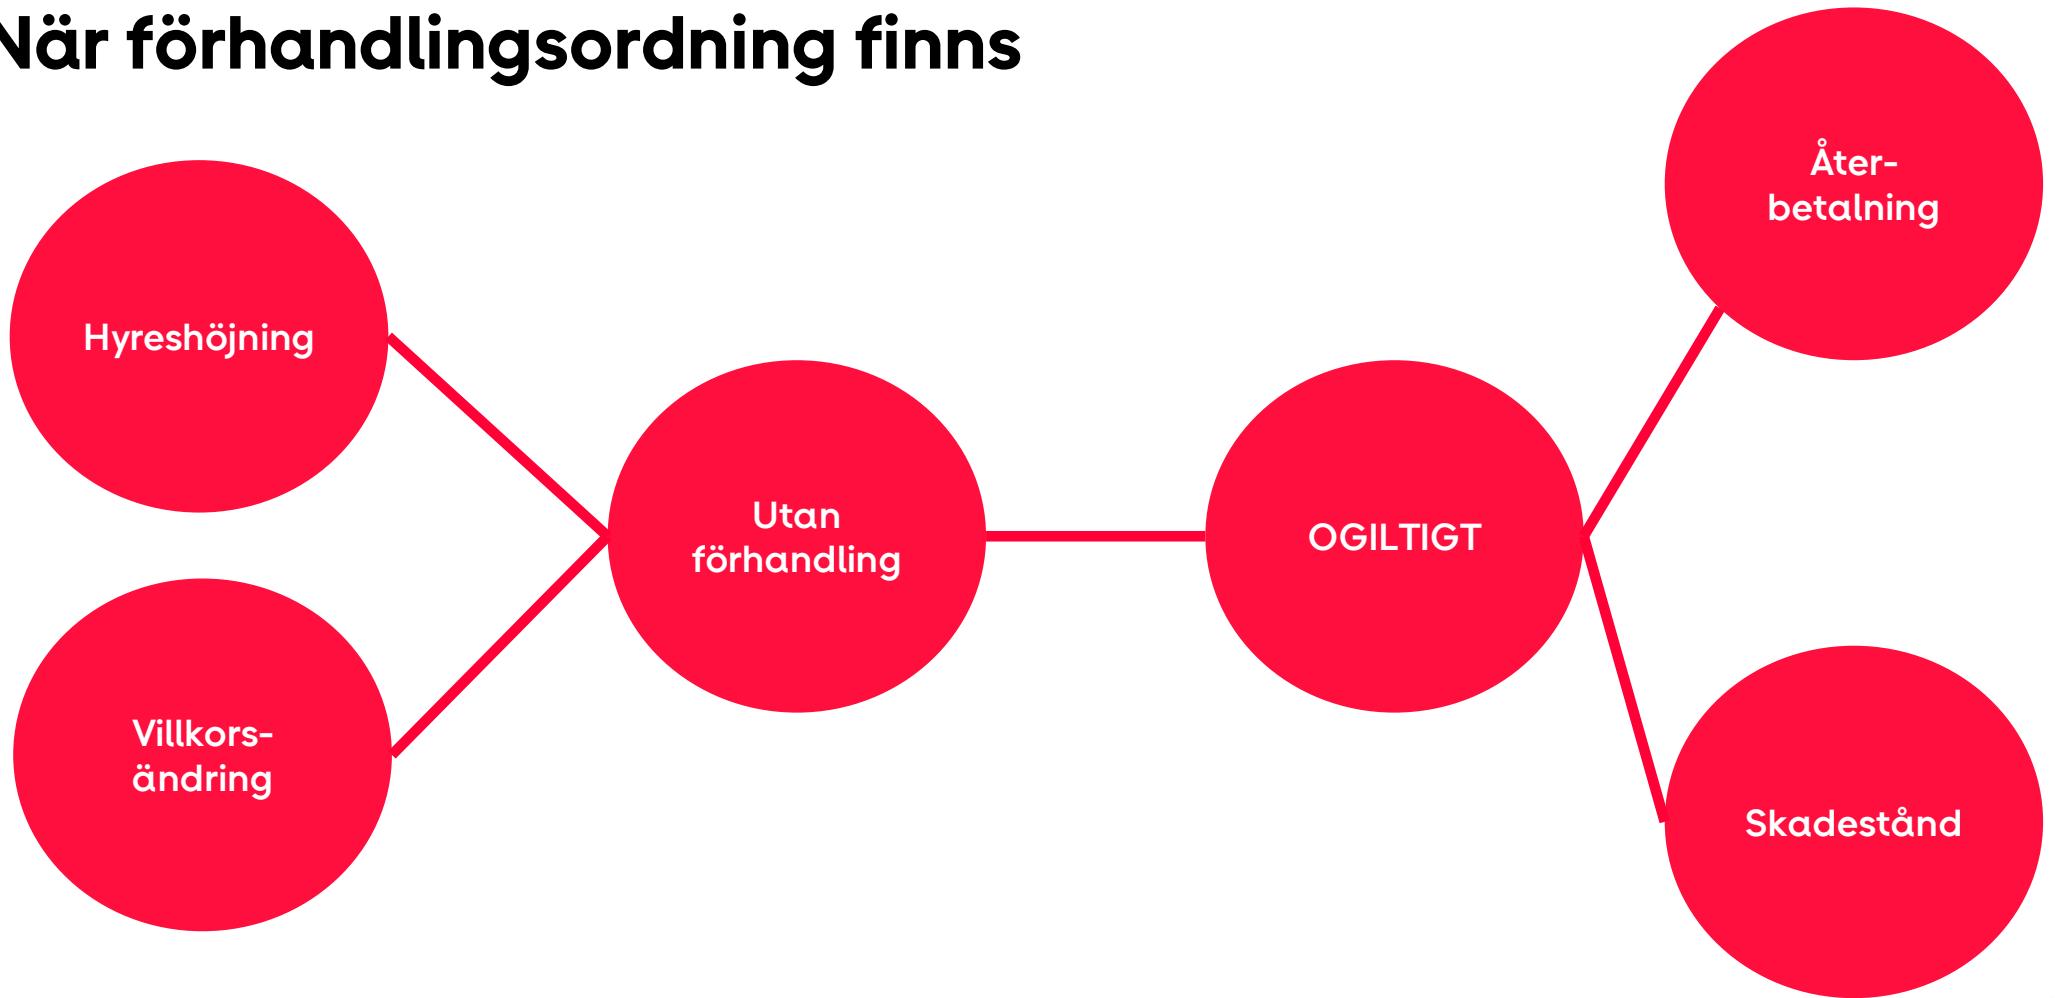 När förhandlingsordning finns
Hyreshöjning
Villkors-
ändring
Utan
förhandling
OGILTIGT
Åter-
betalning
Skadestånd